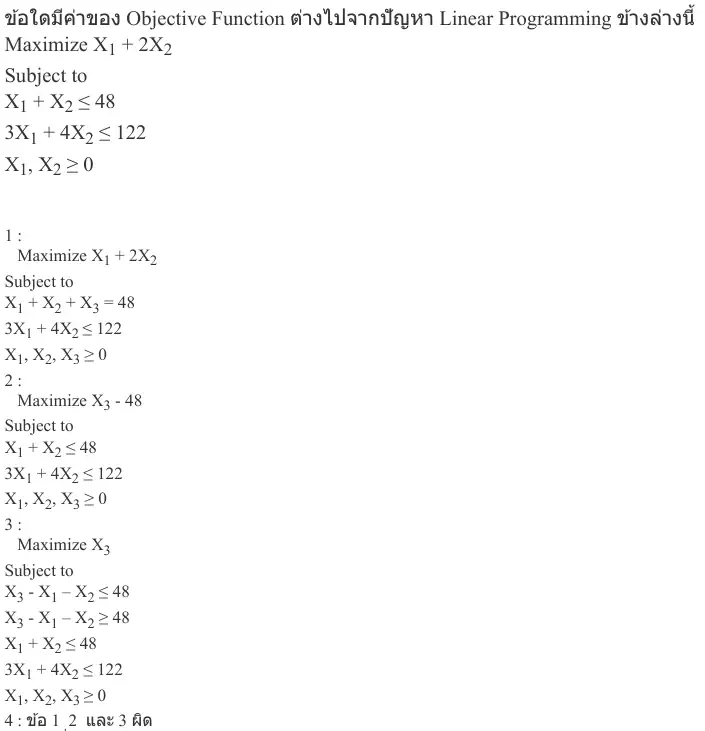 ข้อใดมีค่าของ Objective Function ต่างไปจากปัญหา Linear Programming ข้างล่างนี้
Maximize X₁ + 2X₂
Subject to
X₁ + X₂ ≤ 48
3X₁ + 4X₂ ≤ 122
X₁, X₂ ≥ 0
1 :
Maximize X₁ + 2X₂
Subject to
X₁ + X₂ + X₃ = 48
3X₁ + 4X₂ ≤ 122
X₁, X₂, X₃ ≥ 0
2 :
Maximize X₃ - 48
Subject to
X₁ + X₂ ≤ 48
3X₁ + 4X₂ ≤ 122
X₁, X₂, X₃ ≥ 0
3 :
Maximize X₃
Subject to
X₃ - X₁ – X₂ ≤ 48
X₃ - X₁ – X₂ ≥ 48
X₁ + X₂ ≤ 48
3X₁ + 4X₂ ≤ 122
X₁, X₂, X₃ ≥ 0
4 : ข้อ 1 ,2 และ 3 ผิด